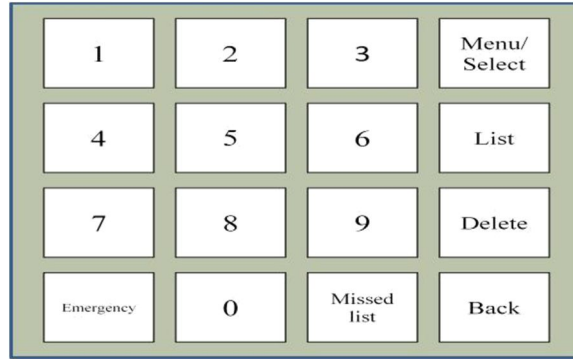 1 2 3 Menu/
Select
4 5 6 List
7 8 9 Delete
Emergency 0 Missed
list Back